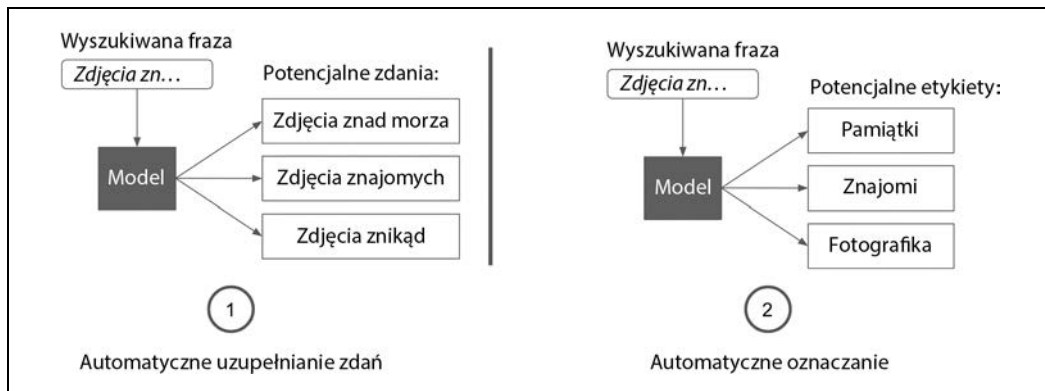 Wyszukiwana fraza
Zdjęcia zn…
Potencjalne zdania:
Model
Zdjęcia znad morza
Zdjęcia znajomych
Zdjęcia znikąd
1
Automatyczne uzupełnianie zdań
Wyszukiwana fraza
Zdjęcia zn…
Potencjalne etykiety:
Model
Pamiątki
Znajomi
Fotografika
2
Automatyczne oznaczanie